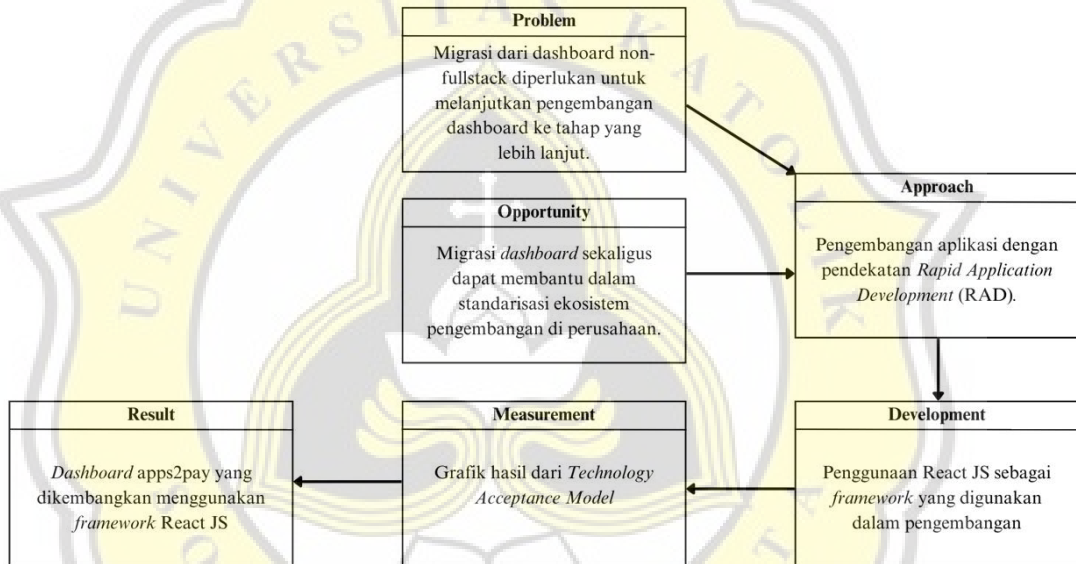 Problem
Migrasi dari dashboard non-
fullstack diperlukan untuk
melanjutkan pengembangan
dashboard ke tahap yang
lebih lanjut.
Opportunity
Migrasi dashboard sekaligus
dapat membantu dalam
standarisasi ekosistem
pengembangan di perusahaan.
Approach
Pengembangan aplikasi dengan
pendekatan Rapid Application
Development (RAD).
Development
Penggunaan React JS sebagai
framework yang digunakan
dalam pengembangan
Measurement
Grafik hasil dari Technology
Acceptance Model
Result
Dashboard apps2pay yang
dikembangkan menggunakan
framework React JS
UNIVERSITAS KATOLIK